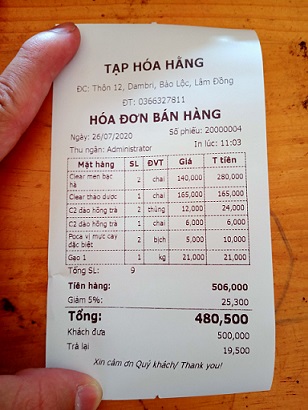 TẠP HÓA HẰNG
ĐC: Thôn 12, Dambri, Bảo Lộc, Lâm Đồng
ĐT: 0366327811
HÓA ĐƠN BÁN HÀNG
Số phiếu: 20000004
Ngày: 26/07/2020
In lúc: 11:03
Thu ngân: Administrator
Mặt hàng SL ĐVT Giá T tiền
Clear men bạc hà 2 chai 140,000 280,000
Clear thảo dược 1 chai 165,000 165,000
C2 đào hồng trà 2 thùng 12,000 24,000
C2 đào hồng trà 1 chai 6,000 6,000
Poca vị mực cay đặc biệt 2 bịch 5,000 10,000
Gạo 1 1 kg 21,000 21,000
Tổng SL: 9
Tiền hàng: 506,000
Giảm 5%: 25,300
Tổng: 480,500
Khách đưa 500,000
Trả lại 19,500
Xin cảm ơn Quý khách/ Thank you!